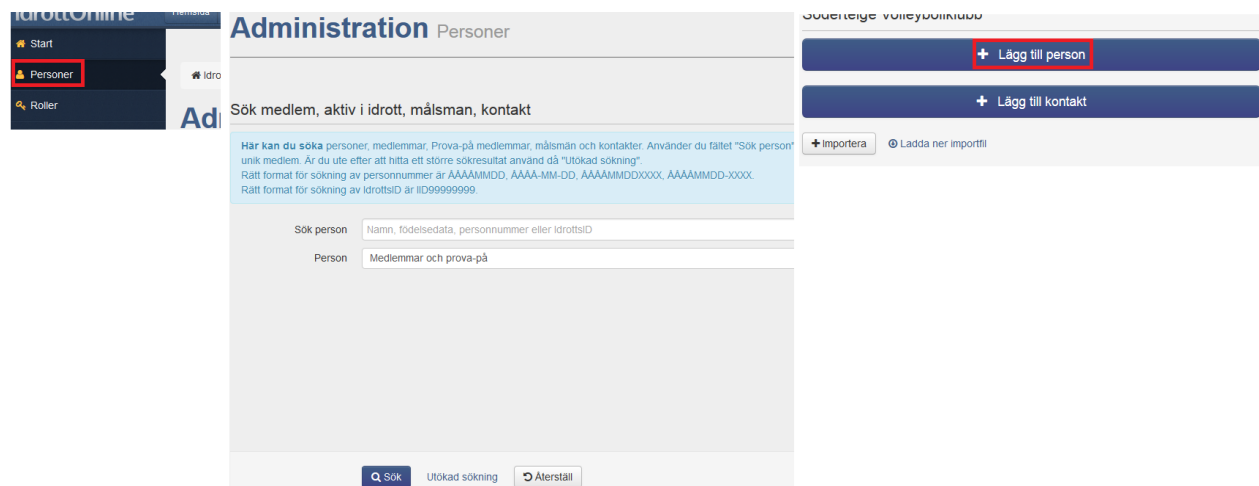 IdrottOnline
Hemsida
Start
Personer
Roller
Idro
Ad
Administration Personer
Sök medlem, aktiv i idrott, målsman, kontakt
Här kan du söka personer, medlemmar, Prova-på medlemmar, målsmän och kontakter. Använder du fältet "Sök person"
unik medlem. Är du ute efter att hitta ett större sökresultat använd då "Utökad sökning".
Rätt format för sökning av personnummer är ÅÅÅÅMMDD, ÅÅÅÅ-MM-DD, ÅÅÅÅMMDDXXXX, ÅÅÅÅMMDD-XXXX.
Rätt format för sökning av IdrottsID är IID99999999.
Sök person Namn, födelsedata, personnummer eller IdrottsID
Person Medlemmar och prova-på
Sök Utökad sökning Återställ
Södertelge Volleybollklubb
Lägg till person
Lägg till kontakt
Importera Ladda ner importfil